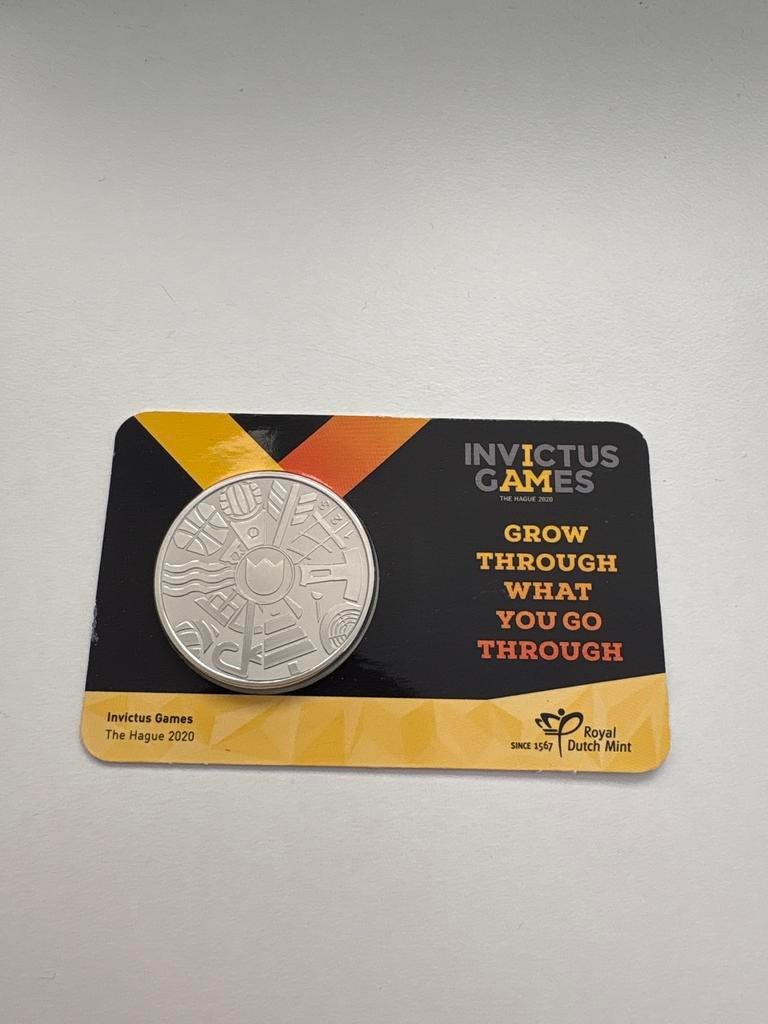 INVICTUS
GAMES
THE HAGUE 2020
GROW
THROUGH
WHAT
YOU GO
THROUGH
Invictus Games
The Hague 2020
SINCE 1567
Royal
Dutch Mint